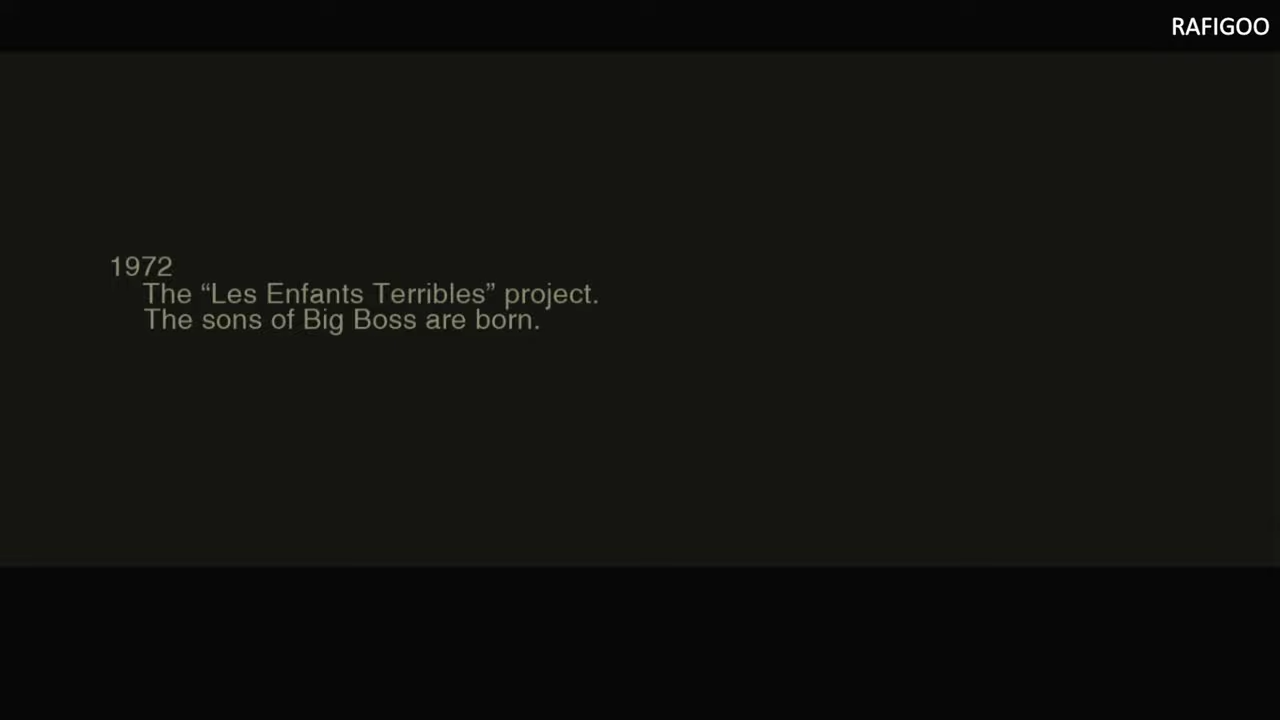 RAFIGOO
1972
The “Les Enfants Terribles” project.
The sons of Big Boss are born.